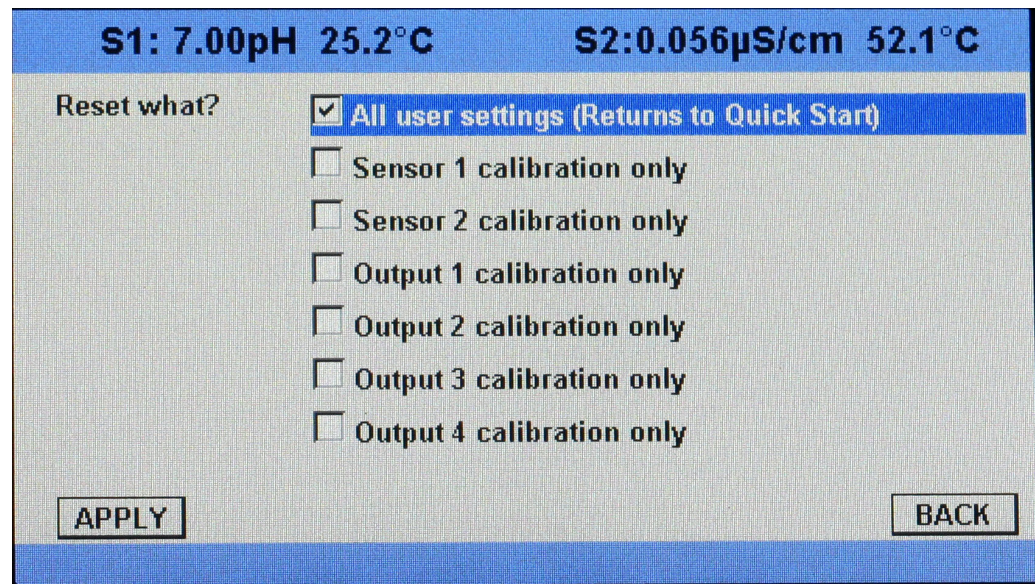 S1: 7.00pH 25.2°C S2:0.056µS/cm 52.1°C
Reset what?
All user settings (Returns to Quick Start)
Sensor 1 calibration only
Sensor 2 calibration only
Output 1 calibration only
Output 2 calibration only
Output 3 calibration only
Output 4 calibration only
APPLY
BACK